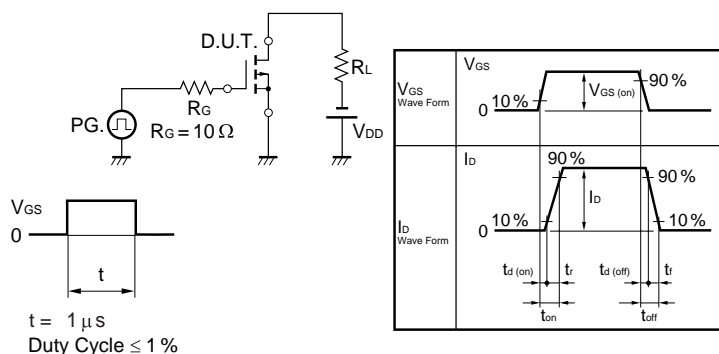 D.U.T.
RL
RG
PG.
RG = 10 Ω
VDD
VGS
0
t
t = 1 μs
Duty Cycle ≤ 1 %
VGS
Wave Form
VGS
90 %
VGS (on)
10 %
0
ID
Wave Form
ID
90 %
90 %
ID
10 %
10 %
0
td (on) tr td (off) tf
ton toff